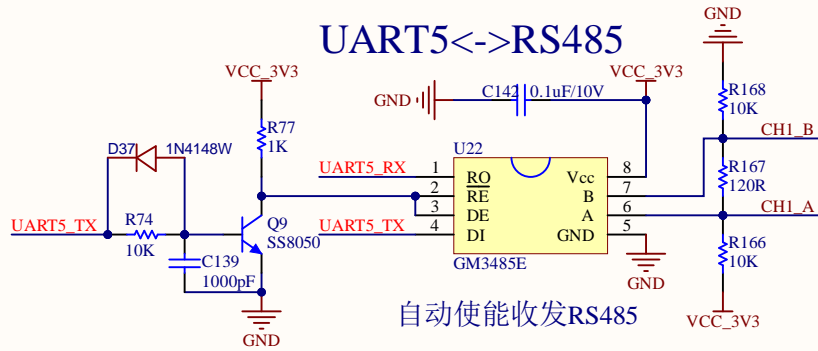 UART5<->RS485
GND
VCC_3V3
VCC_3V3
C142
0.1uF/10V
GND
R168
10K
D37
1N4148W
R77
1K
U22
CH1_B
UART5_RX
1
RO
Vcc
8
2
RE
B
7
R167
120R
3
DE
A
6
CH1_A
UART5_TX
R74
10K
Q9
SS8050
UART5_TX
4
DI
GND
5
C139
1000pF
GM3485E
R166
10K
GND
GND
自动使能收发RS485
VCC_3V3